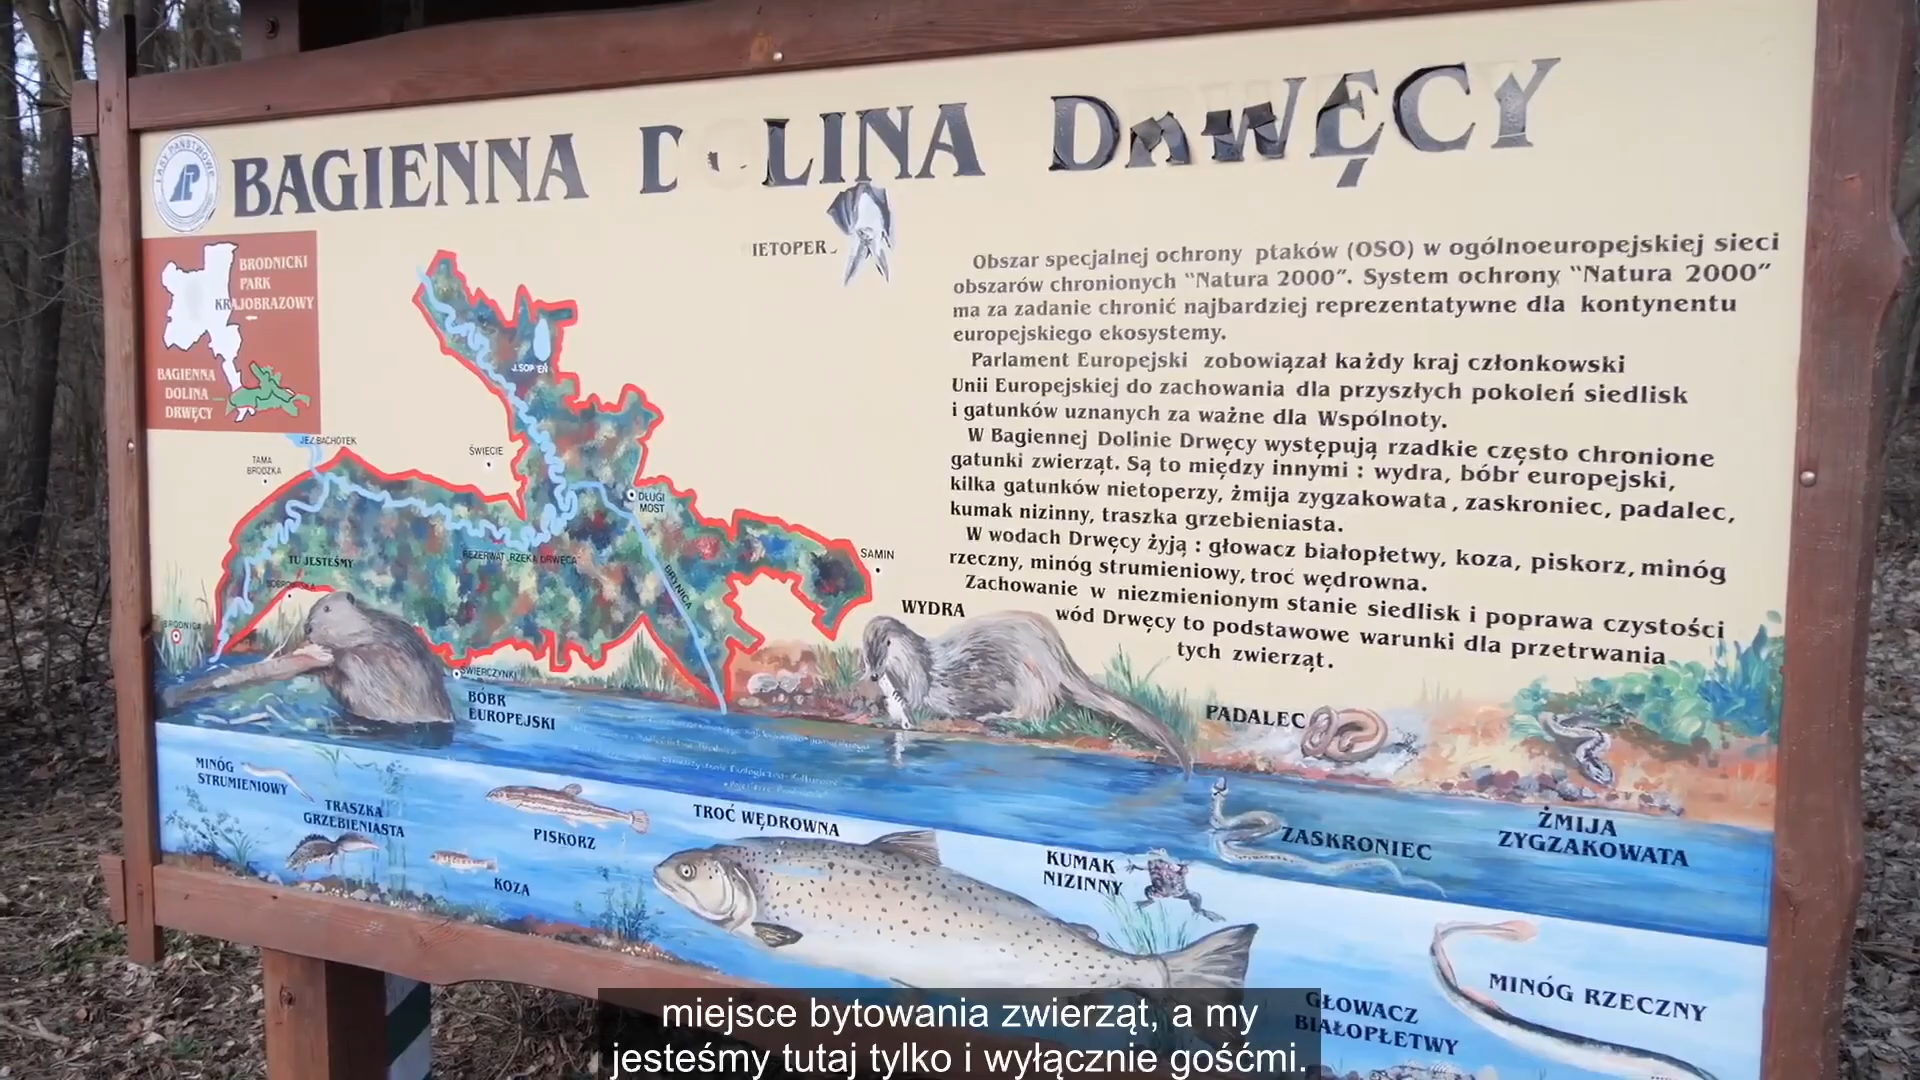 BAGIENNA DOLINA DRWĘCY
LASY PAŃSTWOWE
BRODNICKI
PARK
KRAJOBRAZOWY
BAGIENNA
DOLINA
DRWĘCY
IETOPER
Obszar specjalnej ochrony ptaków (OSO) w ogólnoeuropejskiej sieci
obszarów chronionych "Natura 2000". System ochrony "Natura 2000"
ma za zadanie chronić najbardziej reprezentatywne dla kontynentu
europejskiego ekosystemy.
Parlament Europejski zobowiązał każdy kraj członkowski
Unii Europejskiej do zachowania dla przyszłych pokoleń siedlisk
i gatunków uznanych za ważne dla Wspólnoty.
W Bagiennej Dolinie Drwęcy występują rzadkie często chronione
gatunki zwierząt. Są to między innymi : wydra, bóbr europejski,
kilka gatunków nietoperzy, żmija zygzakowata , zaskroniec, padalec,
kumak nizinny, traszka grzebieniasta.
W wodach Drwęcy żyją : głowacz białopłetwy, koza, piskorz, minóg
rzeczny, minóg strumieniowy, troć wędrowna.
Zachowanie w niezmienionym stanie siedlisk i poprawa czystości
wód Drwęcy to podstawowe warunki dla przetrwania
tych zwierząt.
JEZ BACHOTEK
TAMA
BRODZKA
ŚWIECIE
DŁUGI
MOST
SAMIN
TU JESTEŚMY
REZERWAT RZEKA DRWĘCA
BRYNICA
BRODNICA
ŚWIERCZYNKI
BÓBR
EUROPEJSKI
WYDRA
PADALEC
ŻMIJA
ZYGZAKOWATA
ZASKRONIEC
MINÓG
STRUMIENIOWY
TRASZKA
GRZEBIENIASTA
PISKORZ
KOZA
TROĆ WĘDROWNA
KUMAK
NIZINNY
MINÓG RZECZNY
GŁOWACZ
BIAŁOPŁETWY
miejsce bytowania zwierząt, a my
jesteśmy tutaj tylko i wyłącznie gośćmi.